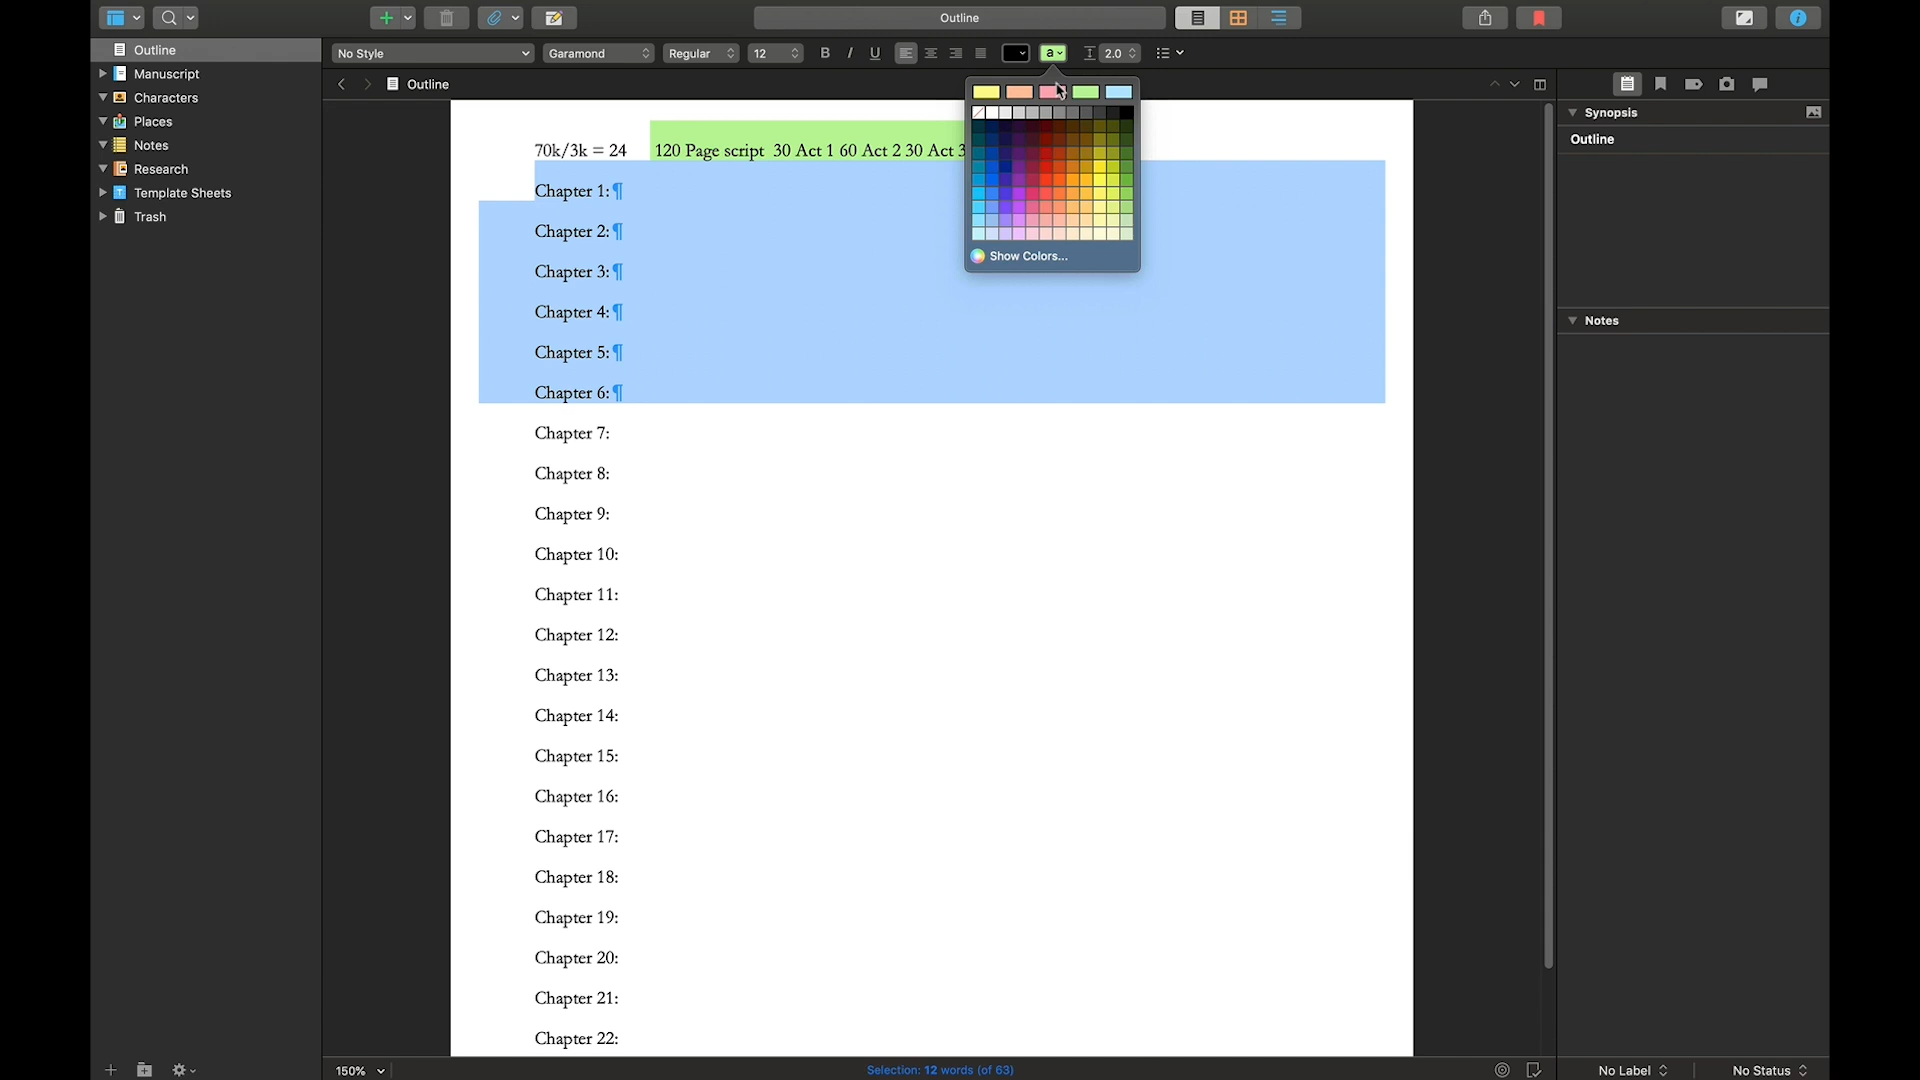 Outline
Outline
Manuscript
Characters
Places
Notes
Research
Template Sheets
Trash
No Style
Garamond
Regular
12
B I U
a
2.0
Outline
Show Colors...
70k/3k = 24 120 Page script 30 Act 1 60 Act 2 30 Act 3
Chapter 1:¶
Chapter 2:¶
Chapter 3:¶
Chapter 4:¶
Chapter 5:¶
Chapter 6:¶
Chapter 7:
Chapter 8:
Chapter 9:
Chapter 10:
Chapter 11:
Chapter 12:
Chapter 13:
Chapter 14:
Chapter 15:
Chapter 16:
Chapter 17:
Chapter 18:
Chapter 19:
Chapter 20:
Chapter 21:
Chapter 22:
Synopsis
Outline
Notes
150%
Selection: 12 words (of 63)
No Label
No Status